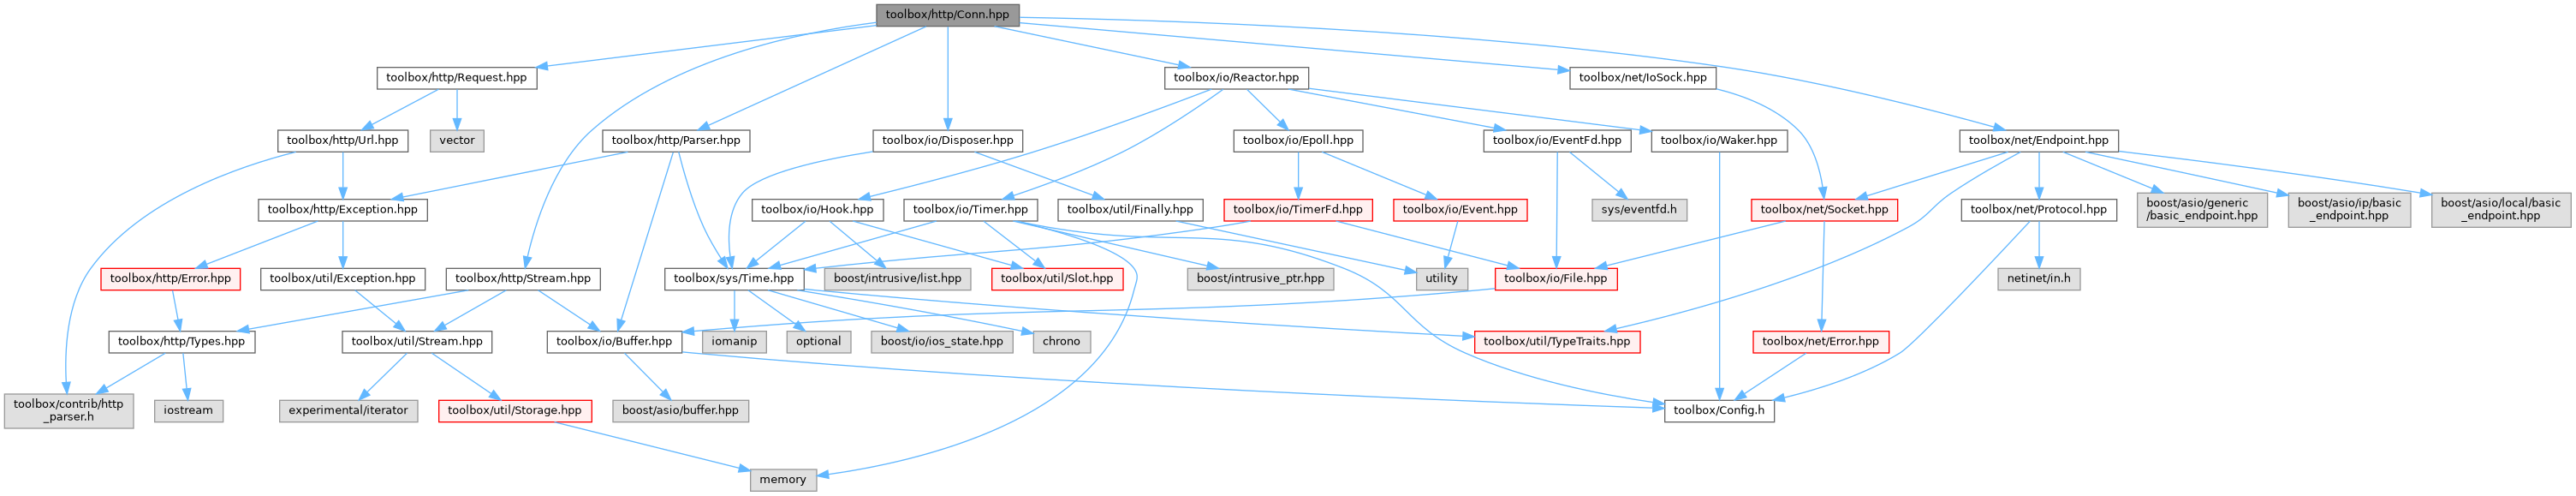 toolbox/http/Conn.hpp
toolbox/http/Request.hpp
toolbox/io/Reactor.hpp
toolbox/net/IoSock.hpp
toolbox/http/Url.hpp
vector
toolbox/http/Parser.hpp
toolbox/io/Disposer.hpp
toolbox/io/Epoll.hpp
toolbox/io/EventFd.hpp
toolbox/io/Waker.hpp
toolbox/net/Endpoint.hpp
toolbox/http/Exception.hpp
toolbox/io/Hook.hpp
toolbox/io/Timer.hpp
toolbox/util/Finally.hpp
toolbox/io/TimerFd.hpp
toolbox/io/Event.hpp
sys/eventfd.h
toolbox/net/Socket.hpp
toolbox/net/Protocol.hpp
boost/asio/generic
/basic_endpoint.hpp
boost/asio/ip/basic
_endpoint.hpp
boost/asio/local/basic
_endpoint.hpp
toolbox/http/Error.hpp
toolbox/util/Exception.hpp
toolbox/http/Stream.hpp
toolbox/sys/Time.hpp
boost/intrusive/list.hpp
toolbox/util/Slot.hpp
boost/intrusive_ptr.hpp
utility
toolbox/io/File.hpp
netinet/in.h
toolbox/http/Types.hpp
toolbox/util/Stream.hpp
toolbox/io/Buffer.hpp
iomanip
optional
boost/io/ios_state.hpp
chrono
toolbox/util/TypeTraits.hpp
toolbox/net/Error.hpp
toolbox/contrib/http
_parser.h
iostream
experimental/iterator
toolbox/util/Storage.hpp
boost/asio/buffer.hpp
toolbox/Config.h
memory